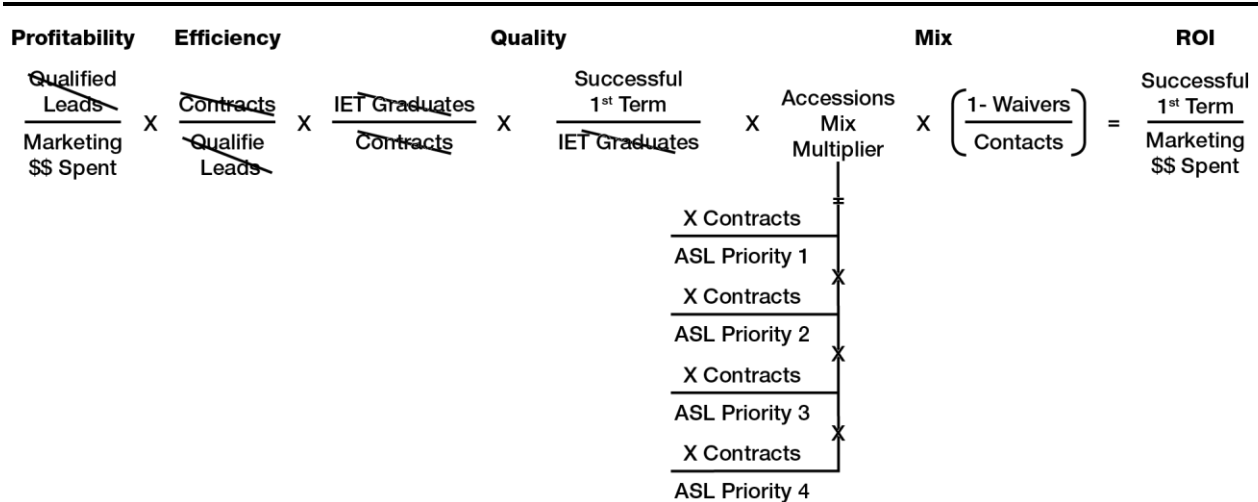 Profitability Efficiency Quality Mix ROI
Qualified Leads X Contracts X IET Graduates X Successful 1st Term X Accessions Mix Multiplier X (1- Waivers = Successful 1st Term
Marketing $$ Spent Qualifie Leads Contracts IET Graduates Contacts) Marketing $$ Spent
=
X Contracts
ASL Priority 1
X
X Contracts
ASL Priority 2
X
X Contracts
ASL Priority 3
X
X Contracts
ASL Priority 4